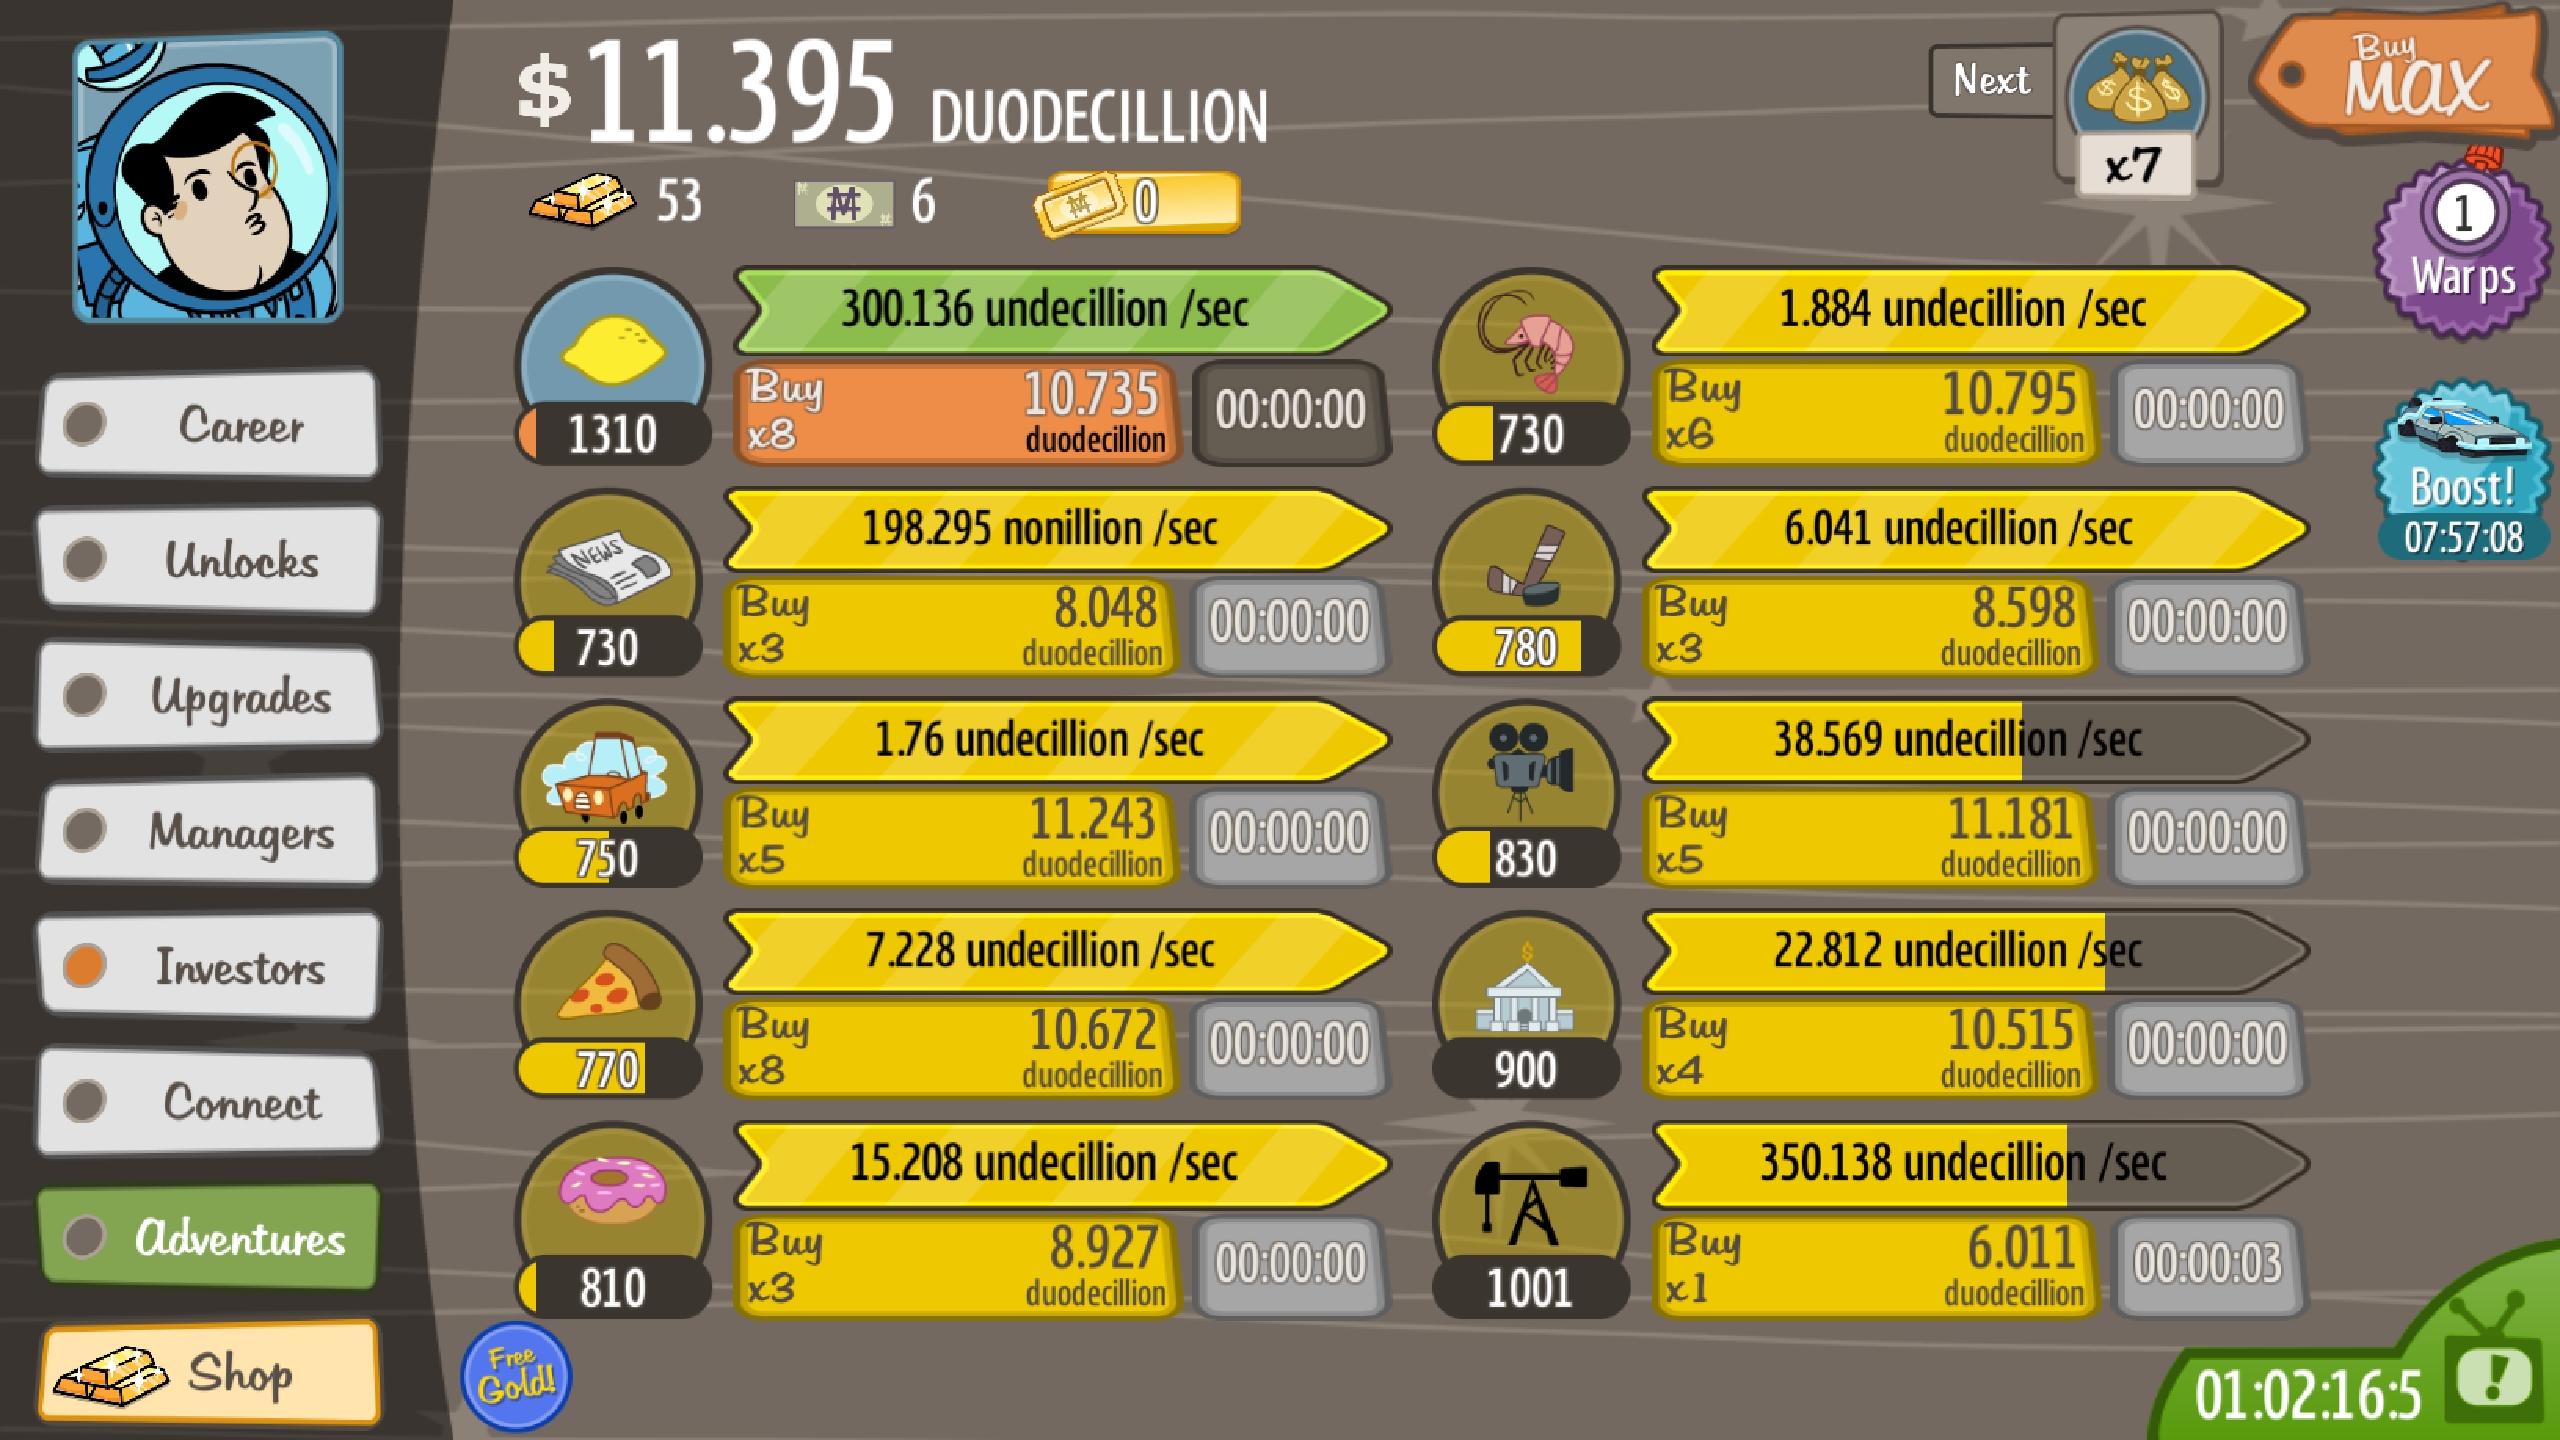 $11.395 DUODECILLION
Next
x7
Buy
MAX
53
6
0
1
Warps
Boost!
07:57:08
Career
Unlocks
Upgrades
Managers
Investors
Connect
Adventures
Shop
300.136 undecillion /sec
1310
Buy
x8
10.735
duodecillion
00:00:00
NEWS
198.295 nonillion /sec
730
Buy
x3
8.048
duodecillion
00:00:00
1.76 undecillion /sec
750
Buy
x5
11.243
duodecillion
00:00:00
7.228 undecillion /sec
770
Buy
x8
10.672
duodecillion
00:00:00
15.208 undecillion /sec
810
Buy
x3
8.927
duodecillion
00:00:00
1.884 undecillion /sec
730
Buy
x6
10.795
duodecillion
00:00:00
6.041 undecillion /sec
780
Buy
x3
8.598
duodecillion
00:00:00
38.569 undecillion /sec
830
Buy
x5
11.181
duodecillion
00:00:00
22.812 undecillion /sec
900
Buy
x4
10.515
duodecillion
00:00:00
350.138 undecillion /sec
1001
Buy
x1
6.011
duodecillion
00:00:03
Free
Gold!
01:02:16:5
!